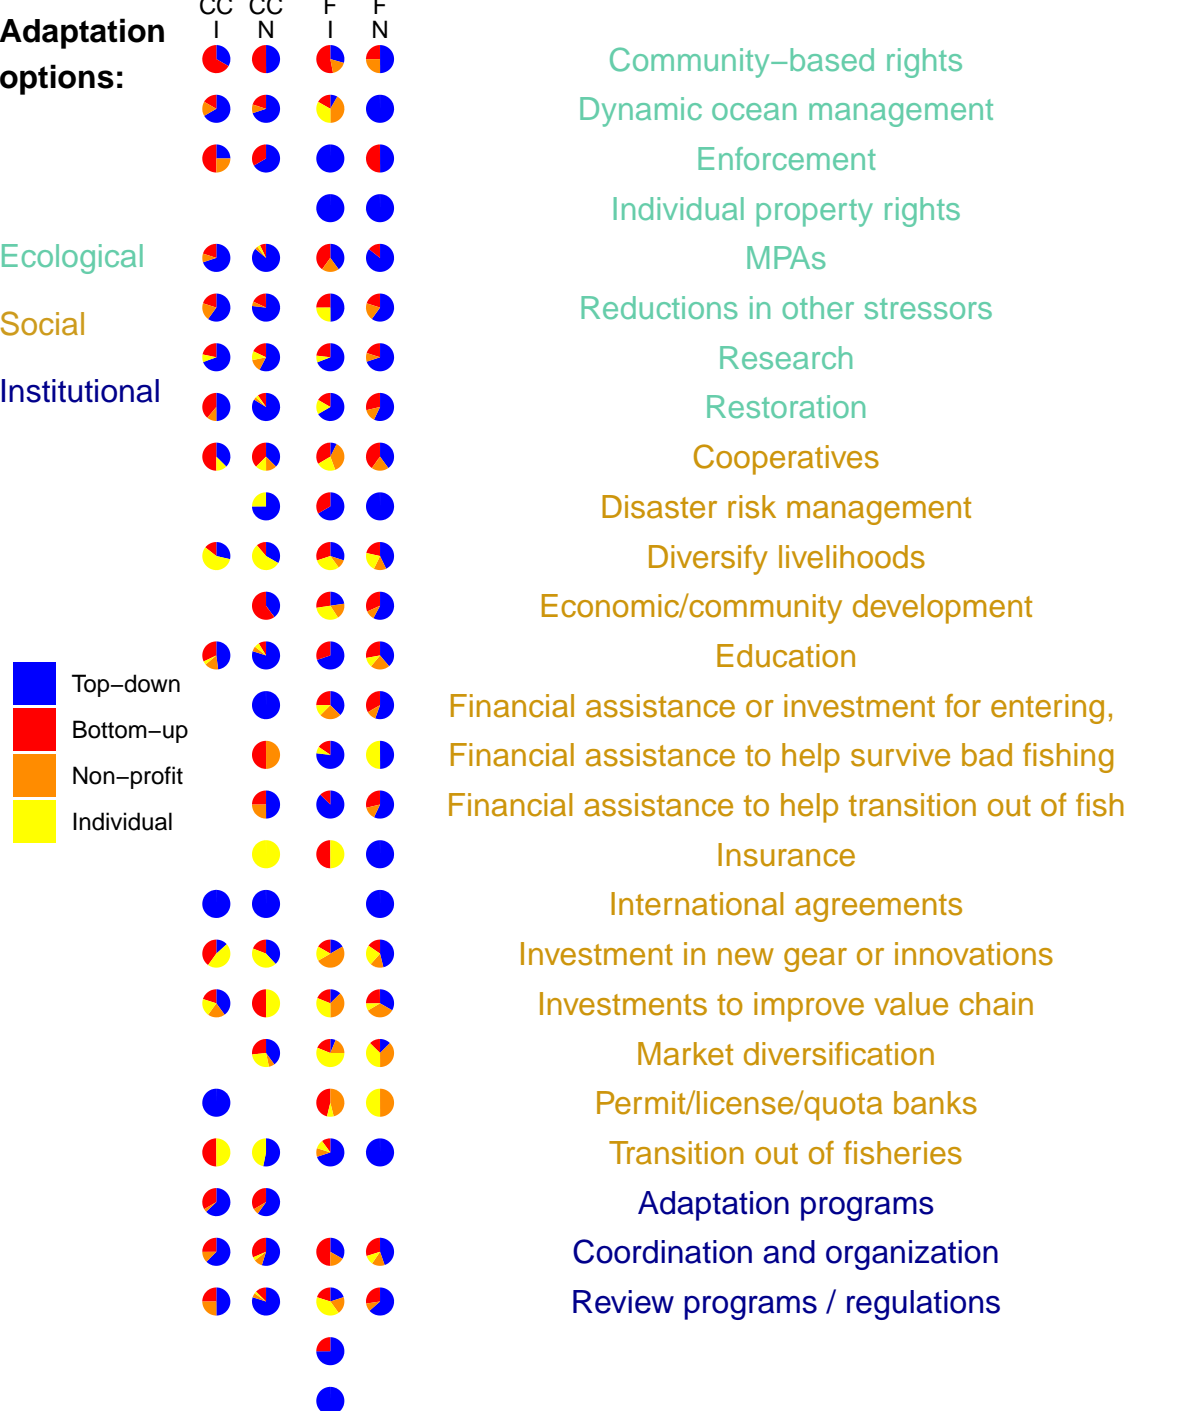 CC CC F F
I N I N
Adaptation
options:
Community−based rights
Dynamic ocean management
Enforcement
Individual property rights
MPAs
Reductions in other stressors
Research
Restoration
Cooperatives
Disaster risk management
Diversify livelihoods
Economic/community development
Education
Financial assistance or investment for entering,
Financial assistance to help survive bad fishing
Financial assistance to help transition out of fish
Insurance
International agreements
Investment in new gear or innovations
Investments to improve value chain
Market diversification
Permit/license/quota banks
Transition out of fisheries
Adaptation programs
Coordination and organization
Review programs / regulations
Ecological
Social
Institutional
Top−down
Bottom−up
Non−profit
Individual